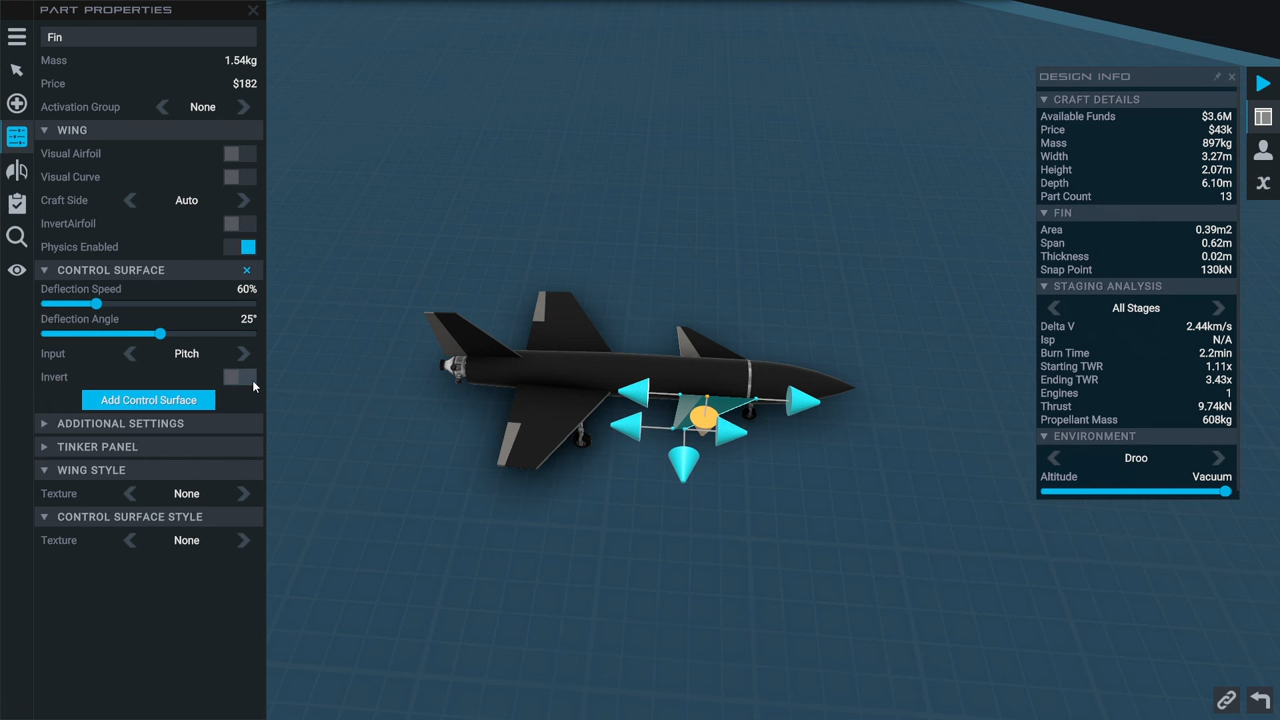 PART PROPERTIES
Fin
Mass 1.54kg
Price $182
Activation Group None
WING
Visual Airfoil
Visual Curve
Craft Side Auto
InvertAirfoil
Physics Enabled
CONTROL SURFACE
Deflection Speed 60%
Deflection Angle 25°
Input Pitch
Invert
Add Control Surface
ADDITIONAL SETTINGS
TINKER PANEL
WING STYLE
Texture None
CONTROL SURFACE STYLE
Texture None
DESIGN INFO
CRAFT DETAILS
Available Funds $3.6M
Price $43k
Mass 897kg
Width 3.27m
Height 2.07m
Depth 6.10m
Part Count 13
FIN
Area 0.39m2
Span 0.62m
Thickness 0.02m
Snap Point 130kN
STAGING ANALYSIS
All Stages
Delta V 2.44km/s
Isp N/A
Burn Time 2.2min
Starting TWR 1.11x
Ending TWR 3.43x
Engines 1
Thrust 9.74kN
Propellant Mass 608kg
ENVIRONMENT
Droo
Altitude Vacuum